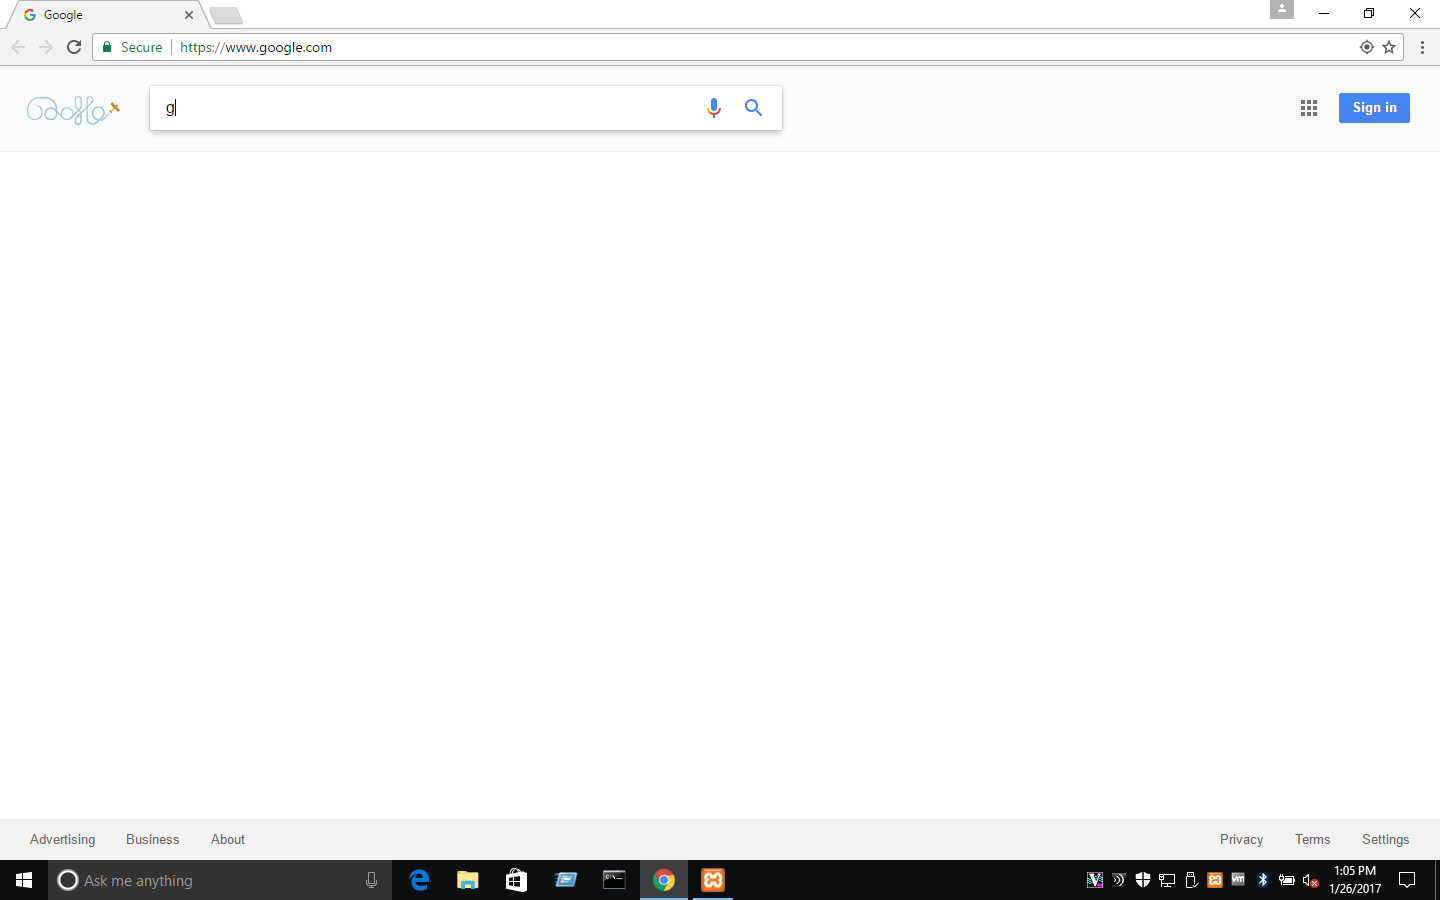 Google
Secure
https://www.google.com
g
Sign in
Advertising
Business
About
Privacy
Terms
Settings
Ask me anything
1:05 PM
1/26/2017